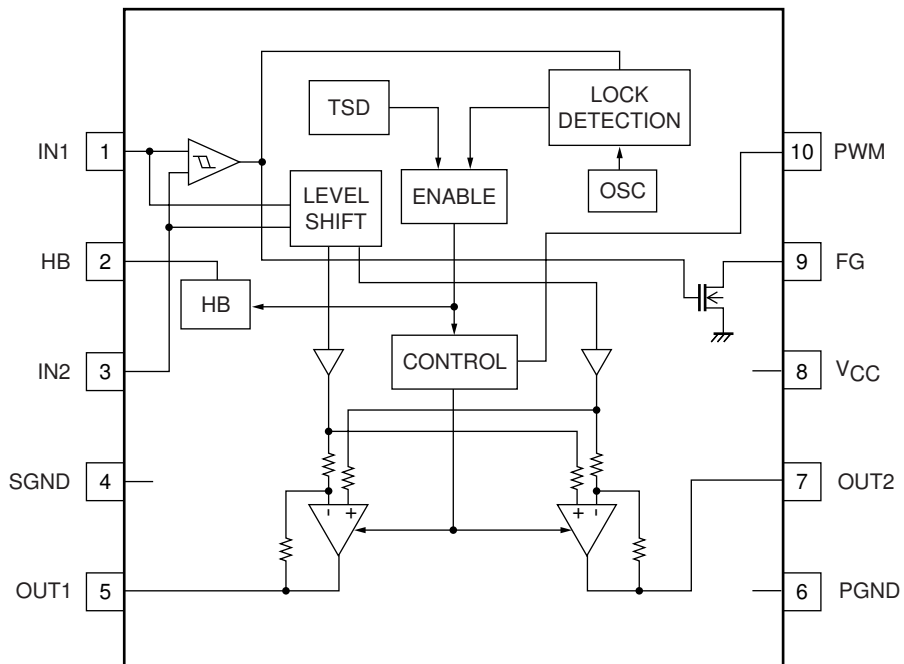 TSD
LOCK
DETECTION
IN1
1
10
PWM
LEVEL
SHIFT
ENABLE
OSC
HB
2
9
FG
HB
IN2
3
CONTROL
8
VCC
SGND
4
7
OUT2
-
+
+
-
OUT1
5
6
PGND